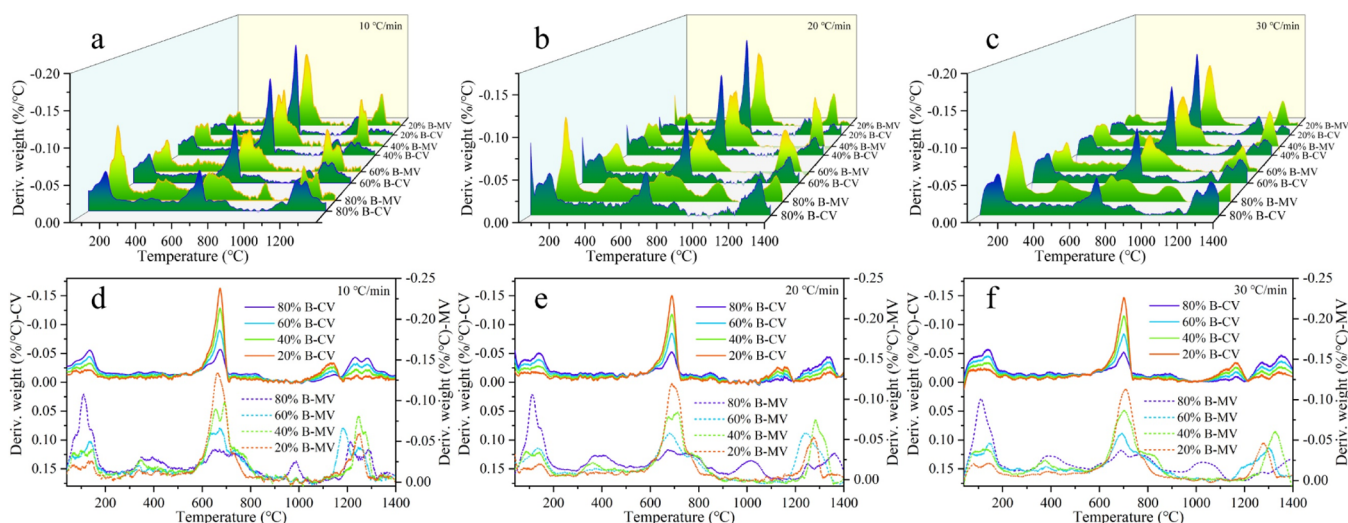 a
10 °C/min
Deriv. weight (%/°C)
-0.20
-0.15
-0.10
-0.05
0.00
200 400 600 800 1000 1200
Temperature (°C)
20% B-MV
20% B-CV
40% B-MV
40% B-CV
60% B-MV
60% B-CV
80% B-MV
80% B-CV
b
20 °C/min
Deriv. weight (%/°C)
-0.15
-0.10
-0.05
0.00
200 400 600 800 1000 1200 1400
Temperature (°C)
20% B-MV
20% B-CV
40% B-MV
40% B-CV
60% B-MV
60% B-CV
80% B-MV
80% B-CV
c
30 °C/min
Deriv. weight (%/°C)
-0.20
-0.15
-0.10
-0.05
0.00
200 400 600 800 1000 1200 1400
Temperature (°C)
20% B-MV
20% B-CV
40% B-MV
40% B-CV
60% B-MV
60% B-CV
80% B-MV
80% B-CV
d
10 °C/min
Deriv. weight (%/°C)-CV
-0.15
-0.10
-0.05
0.00
0.05
0.10
0.15
80% B-CV
60% B-CV
40% B-CV
20% B-CV
80% B-MV
60% B-MV
40% B-MV
20% B-MV
-0.25
-0.20
-0.15
-0.10
-0.05
0.00
Deriv. weight (%/°C)-MV
200 400 600 800 1000 1200 1400
Temperature (°C)
e
20 °C/min
Deriv. weight (%/°C)-CV
-0.15
-0.10
-0.05
0.00
0.05
0.10
0.15
80% B-CV
60% B-CV
40% B-CV
20% B-CV
80% B-MV
60% B-MV
40% B-MV
20% B-MV
-0.25
-0.20
-0.15
-0.10
-0.05
0.00
Deriv. weight (%/°C)-MV
200 400 600 800 1000 1200 1400
Temperature (°C)
f
30 °C/min
Deriv. weight (%/°C)-CV
-0.15
-0.10
-0.05
0.00
0.05
0.10
0.15
80% B-CV
60% B-CV
40% B-CV
20% B-CV
80% B-MV
60% B-MV
40% B-MV
20% B-MV
-0.25
-0.20
-0.15
-0.10
-0.05
0.00
Deriv. weight (%/°C)-MV
200 400 600 800 1000 1200 1400
Temperature (°C)